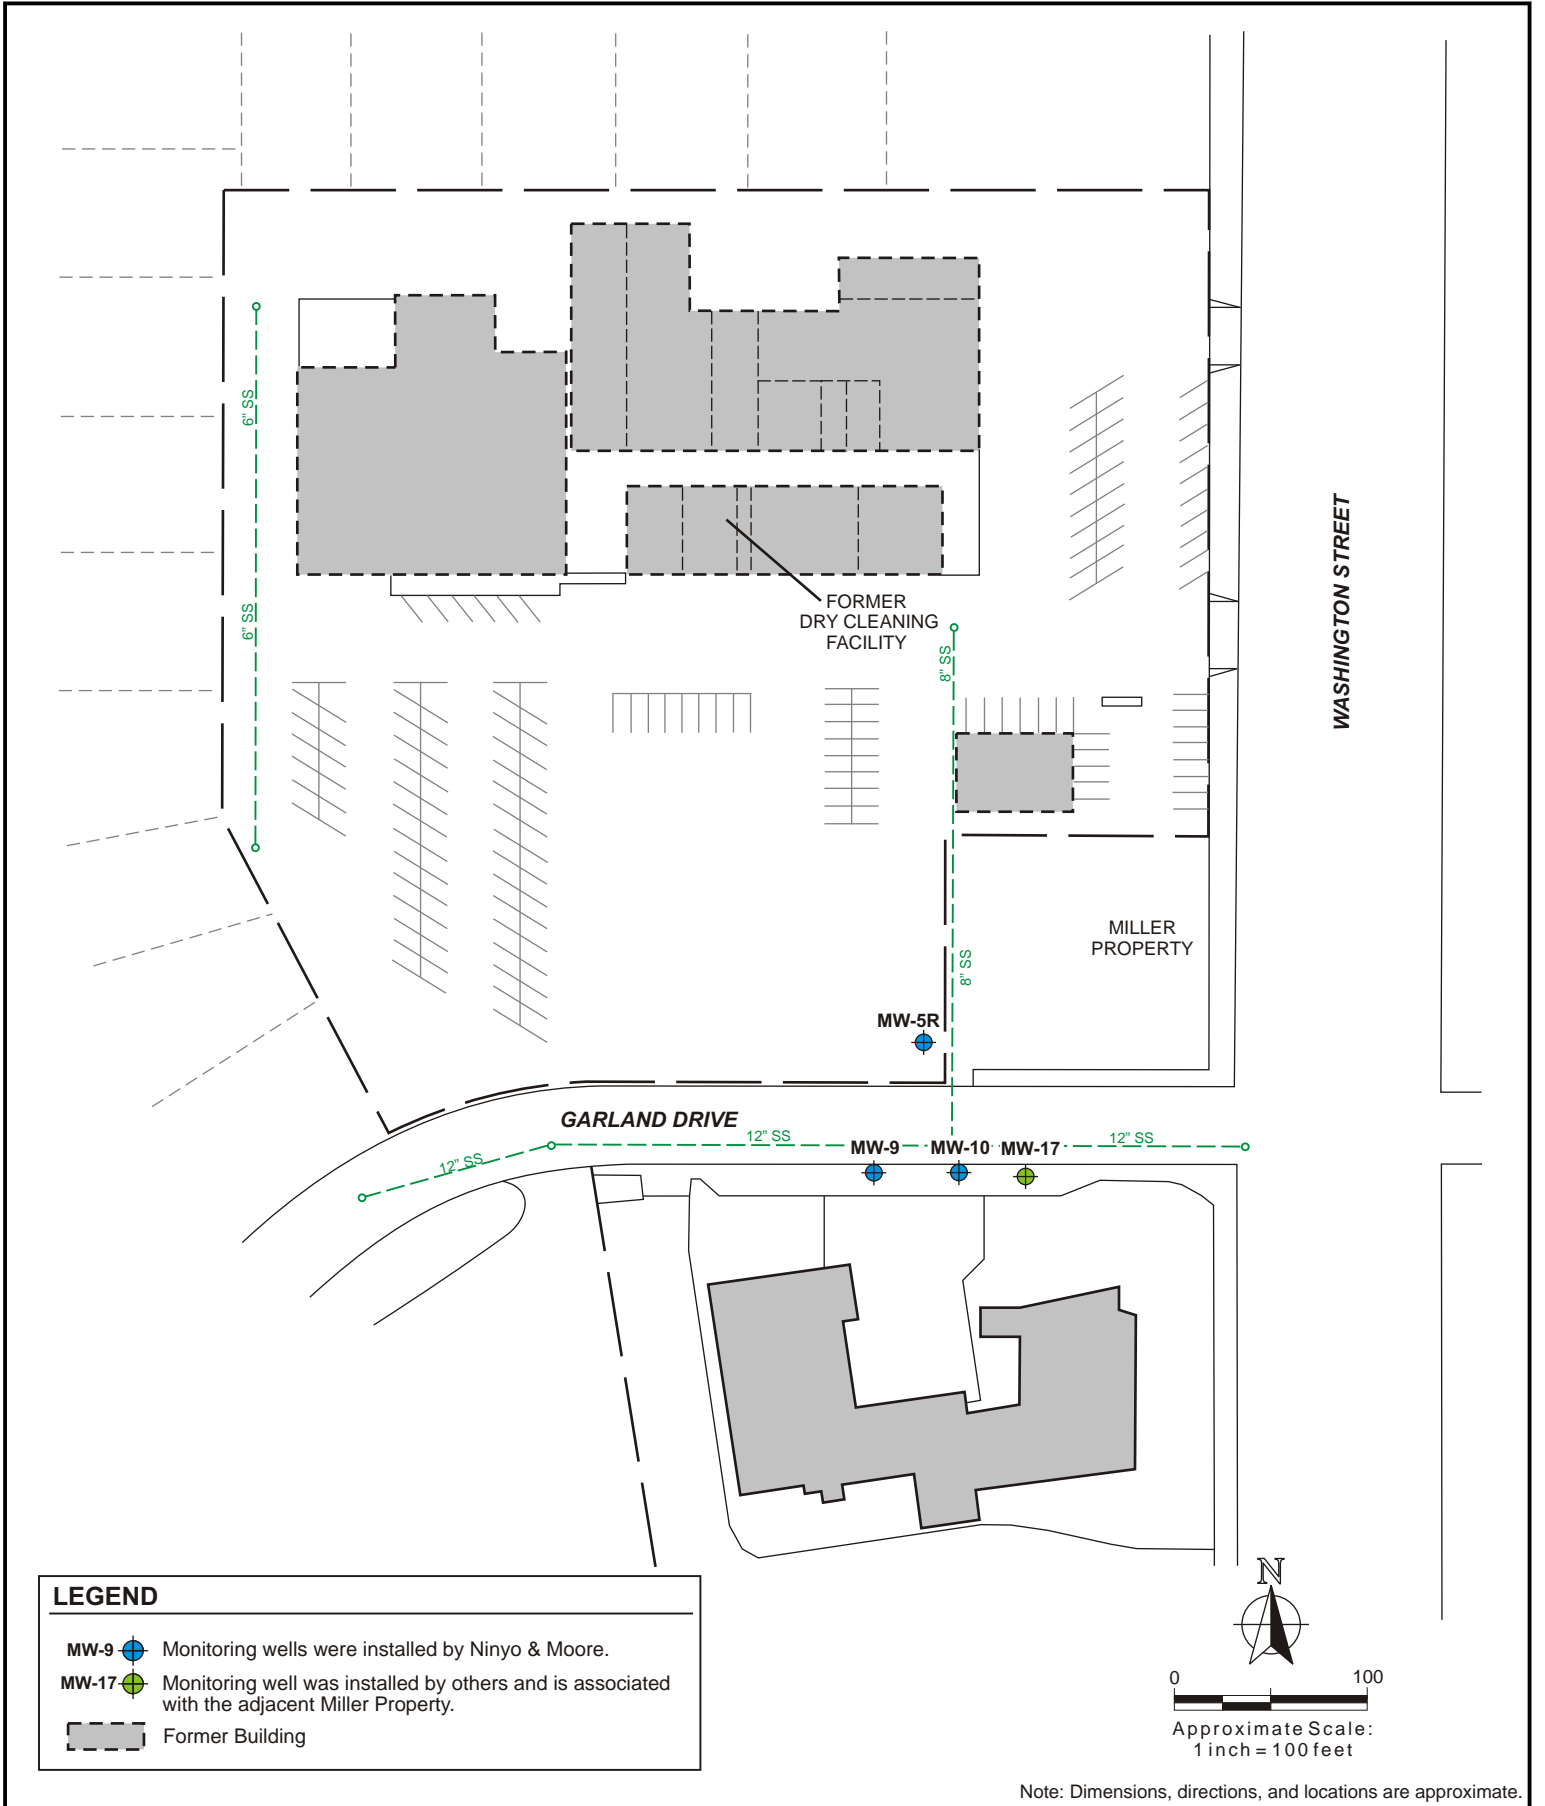 6" SS
6" SS
FORMER
DRY CLEANING
FACILITY
8" SS
WASHINGTON STREET
MILLER
PROPERTY
8" SS
MW-5R
GARLAND DRIVE
12" SS
12" SS
12" SS
MW-9
MW-10
MW-17
LEGEND
MW-9 Monitoring wells were installed by Ninyo & Moore.
MW-17 Monitoring well was installed by others and is associated
with the adjacent Miller Property.
Former Building
N
0 100
Approximate Scale:
1 inch = 100 feet
Note: Dimensions, directions, and locations are approximate.